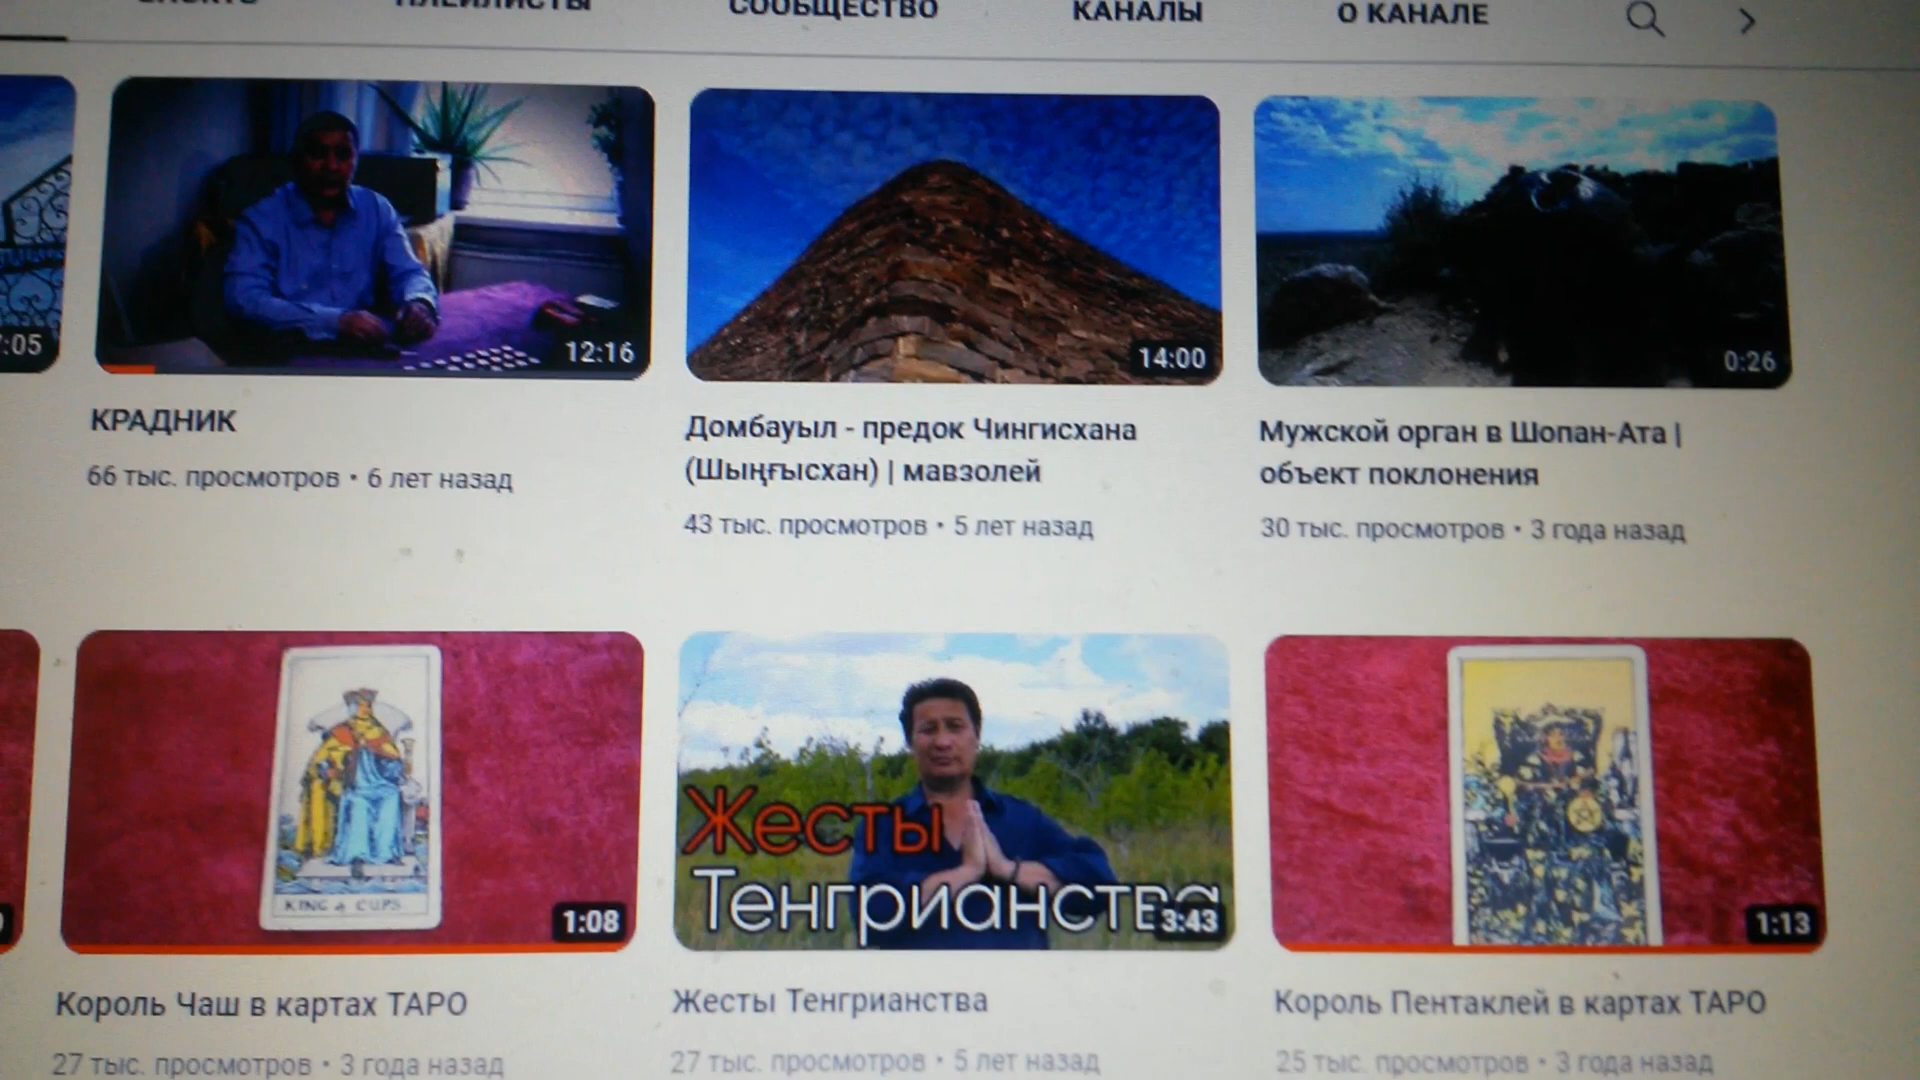 ПЛЕЙЛИСТЫ
СООБЩЕСТВО
КАНАЛЫ
О КАНАЛЕ
:05
12:16
14:00
0:26
КРАДНИК
66 тыс. просмотров • 6 лет назад
Домбауыл - предок Чингисхана
(Шыңғысхан) | мавзолей
43 тыс. просмотров • 5 лет назад
Мужской орган в Шопан-Ата |
объект поклонения
30 тыс. просмотров • 3 года назад
KING of CUPS
1:08
Жесты
Тенгрианства
3:43
1:13
Король Чаш в картах ТАРО
27 тыс. просмотров • 3 года назад
Жесты Тенгрианства
27 тыс. просмотров • 5 лет назад
Король Пентаклей в картах ТАРО
25 тыс. просмотров • 3 года назад